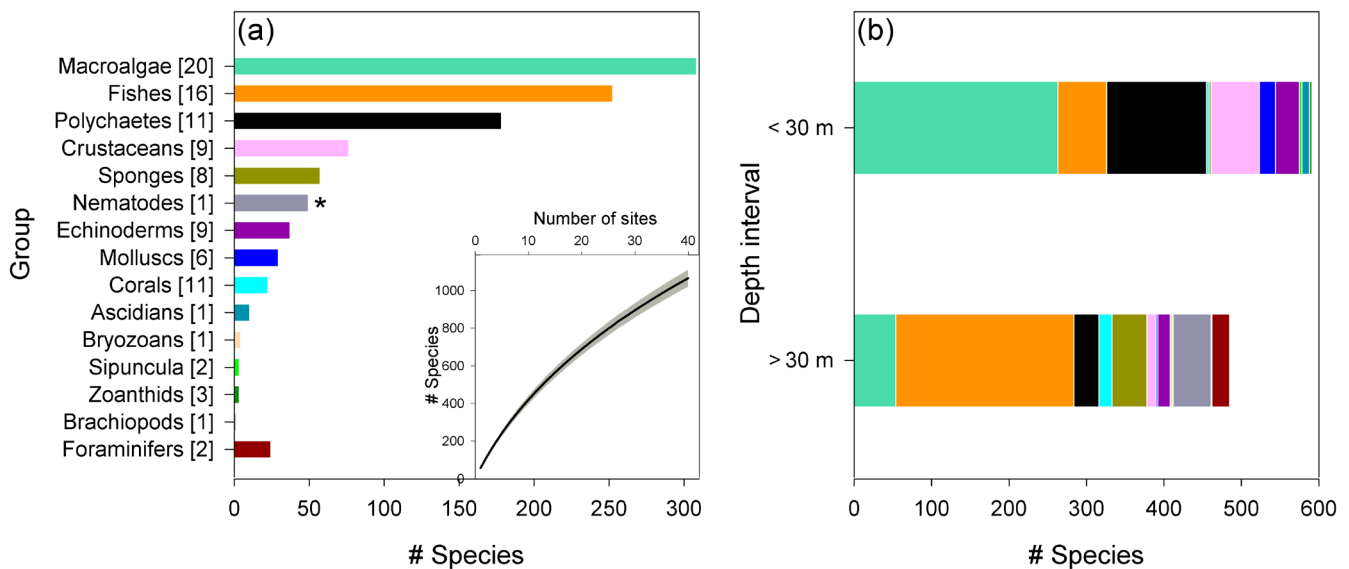 (a)
Group
Macroalgae [20]
Fishes [16]
Polychaetes [11]
Crustaceans [9]
Sponges [8]
Nematodes [1]
*
Echinoderms [9]
Molluscs [6]
Corals [11]
Ascidians [1]
Bryozoans [1]
Sipuncula [2]
Zoanthids [3]
Brachiopods [1]
Foraminifers [2]
0 50 100 150 200 250 300
# Species
Number of sites
0 10 20 30 40
# Species
1000
800
600
400
200
0
(b)
Depth interval
< 30 m
> 30 m
0 100 200 300 400 500 600
# Species